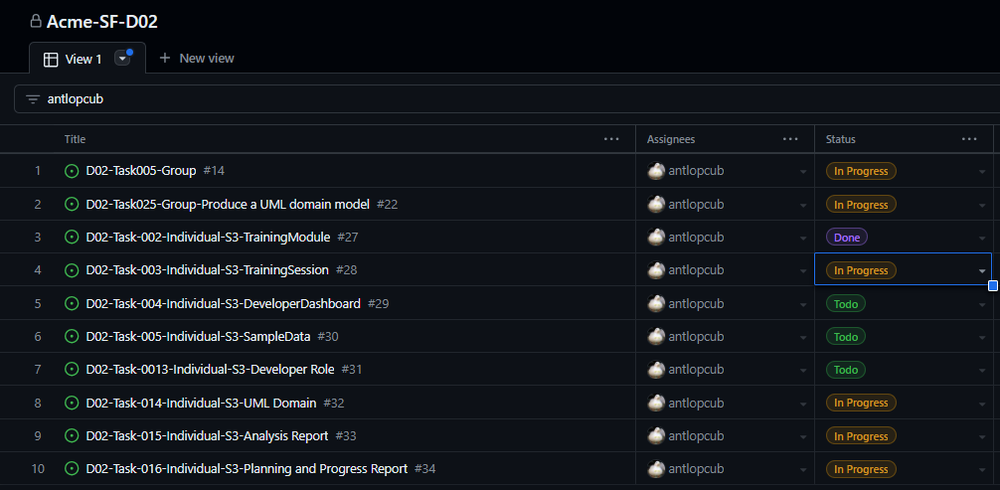 Acme-SF-D02
View 1 New view
antlopcub
Title Assignees Status
1 D02-Task005-Group #14 antlopcub In Progress
2 D02-Task025-Group-Produce a UML domain model #22 antlopcub In Progress
3 D02-Task-002-Individual-S3-TrainingModule #27 antlopcub Done
4 D02-Task-003-Individual-S3-TrainingSession #28 antlopcub In Progress
5 D02-Task-004-Individual-S3-DeveloperDashboard #29 antlopcub Todo
6 D02-Task-005-Individual-S3-SampleData #30 antlopcub Todo
7 D02-Task-0013-Individual-S3-Developer Role #31 antlopcub Todo
8 D02-Task-014-Individual-S3-UML Domain #32 antlopcub In Progress
9 D02-Task-015-Individual-S3-Analysis Report #33 antlopcub In Progress
10 D02-Task-016-Individual-S3-Planning and Progress Report #34 antlopcub In Progress